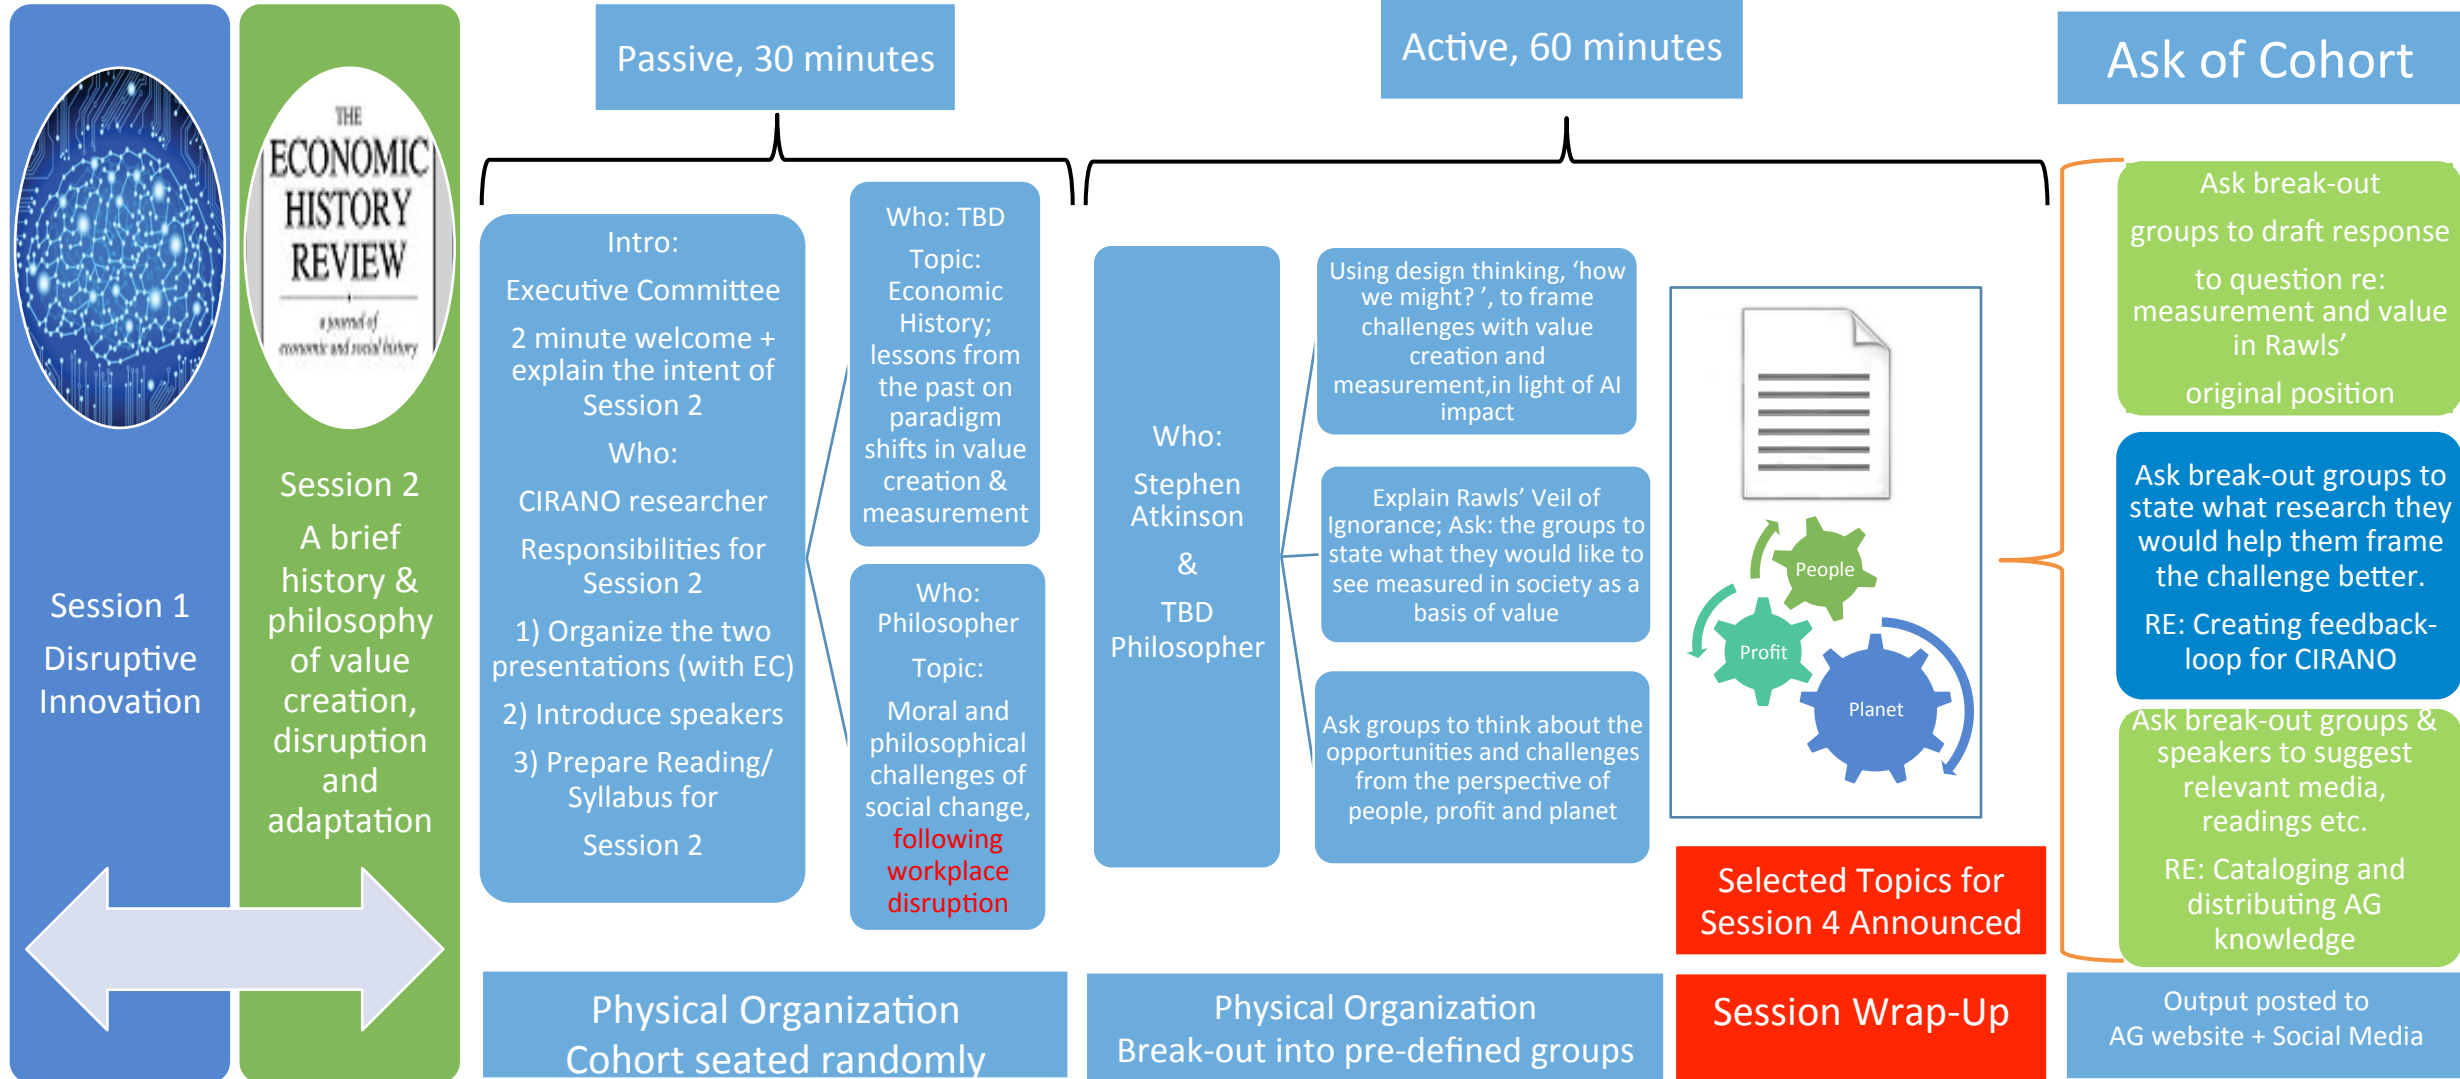 Session 1
Disruptive
Innovation
THE
ECONOMIC
HISTORY
REVIEW
a journal of
economic and social history
Session 2
A brief
history &
philosophy
of value
creation,
disruption
and
adaptation
Passive, 30 minutes
Intro:
Executive Committee
2 minute welcome +
explain the intent of
Session 2
Who:
CIRANO researcher
Responsibilities for
Session 2
1) Organize the two
presentations (with EC)
2) Introduce speakers
3) Prepare Reading/
Syllabus for
Session 2
Who: TBD
Topic:
Economic
History;
lessons from
the past on
paradigm
shifts in value
creation &
measurement
Who:
Philosopher
Topic:
Moral and
philosophical
challenges of
social change,
following
workplace
disruption
Physical Organization
Cohort seated randomly
Active, 60 minutes
Who:
Stephen
Atkinson
&
TBD
Philosopher
Using design thinking, ‘how
we might? ’, to frame
challenges with value
creation and
measurement,in light of AI
impact
Explain Rawls’ Veil of
Ignorance; Ask: the groups to
state what they would like to
see measured in society as a
basis of value
Ask groups to think about the
opportunities and challenges
from the perspective of
people, profit and planet
People
Profit
Planet
Selected Topics for
Session 4 Announced
Physical Organization
Break-out into pre-defined groups
Session Wrap-Up
Ask of Cohort
Ask break-out
groups to draft response
to question re:
measurement and value
in Rawls’
original position
Ask break-out groups to
state what research they
would help them frame
the challenge better.
RE: Creating feedback-
loop for CIRANO
Ask break-out groups &
speakers to suggest
relevant media,
readings etc.
RE: Cataloging and
distributing AG
knowledge
Output posted to
AG website + Social Media